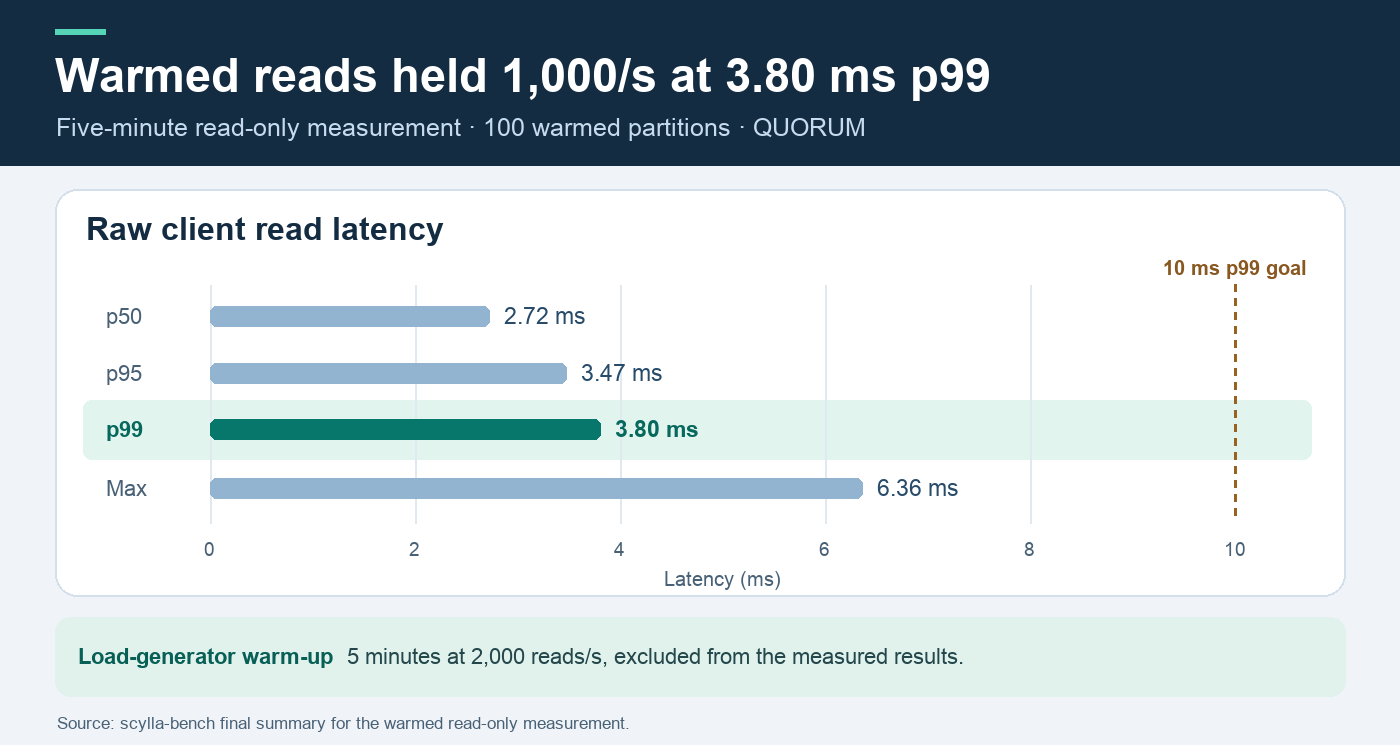 Warmed reads held 1,000/s at 3.80 ms p99
Five-minute read-only measurement · 100 warmed partitions · QUORUM
Raw client read latency
10 ms p99 goal
p50 2.72 ms
p95 3.47 ms
p99 3.80 ms
Max 6.36 ms
0 2 4 6 8 10
Latency (ms)
Load-generator warm-up 5 minutes at 2,000 reads/s, excluded from the measured results.
Source: scylla-bench final summary for the warmed read-only measurement.